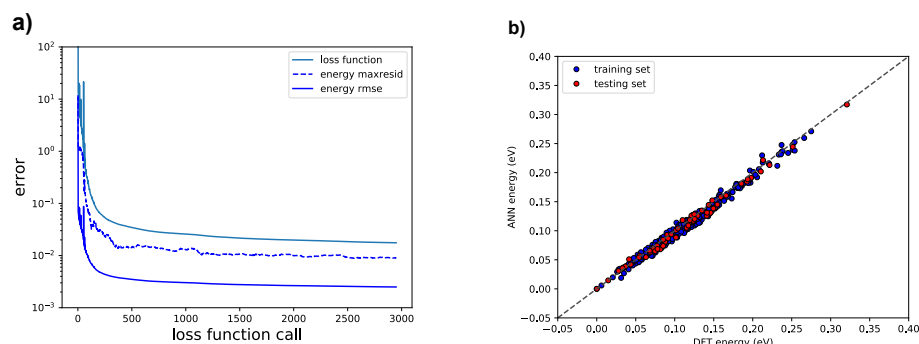 a)
10²
10¹
10⁰
10⁻¹
10⁻²
10⁻³
error
loss function
energy maxresid
energy rmse
0 500 1000 1500 2000 2500 3000
loss function call
b)
0.40
0.35
0.30
0.25
0.20
0.15
0.10
0.05
0.00
−0.05
ANN energy (eV)
training set
testing set
−0.05 0.00 0.05 0.10 0.15 0.20 0.25 0.30 0.35 0.40
DFT energy (eV)